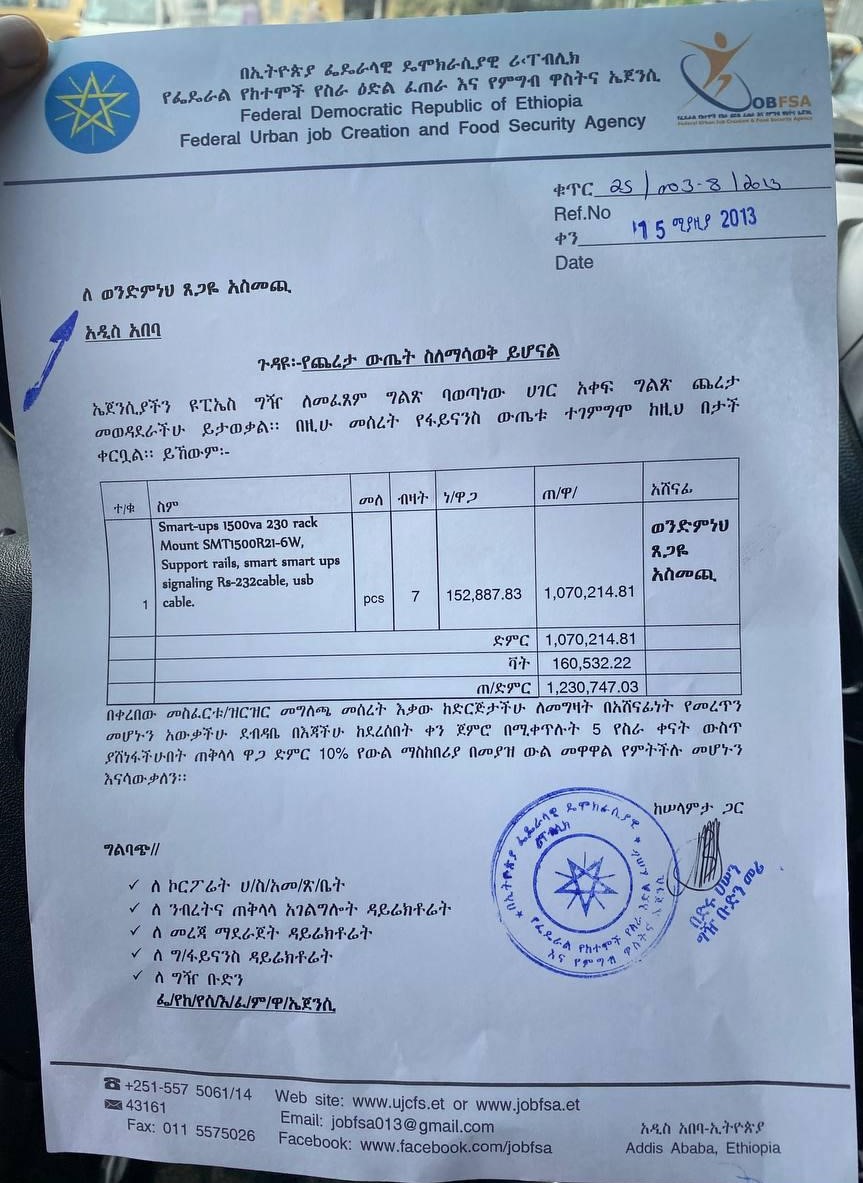 በኢትዮጵያ ፌዴራላዊ ዴሞክራሲያዊ ሪፐብሊክ
የፌደራል የከተሞች የስራ ዕድል ፈጠራ እና የምግብ ዋስትና ኤጀንሲ
Federal Democratic Republic of Ethiopia
Federal Urban job Creation and Food Security Agency
JOBFSA
Federal Urban Job Creation & Food Security Agency
ቁጥር 25/መ03-8/2013
Ref.No
ቀን 15 ሚያዚያ 2013
Date
ለ ወንድምነህ ጸጋዬ አስመጪ
አዲስ አበባ
ጉዳዩ፡-የጨረታ ውጤት ስለማሳወቅ ይሆናል
ኤጀንሲያችን ዩፒኤስ ግዥ ለመፈጸም ግልጽ ባወጣነው ሀገር አቀፍ ግልጽ ጨረታ
መወዳደራችሁ ይታወቃል፡፡ በዚሁ መሰረት የፋይናንስ ውጤቱ ተገምግሞ ከዚህ በታች
ቀርቧል፡፡ ይኸውም፡-
ተ/ቁ ስም መለ ብዛት ነ/ዋጋ ጠ/ዋ/ አሸናፊ
Smart-ups 1500va 230 rack
Mount SMT1500R21-6W,
Support rails, smart smart ups
signaling Rs-232cable, usb
cable.
1 pcs 7 152,887.83 1,070,214.81
ወንድምነህ
ጸጋዬ
አስመጪ
ድምር 1,070,214.81
ቫት 160,532.22
ጠ/ድምር 1,230,747.03
በቀረበው መስፈርቱ/ዝርዝር መግለጫ መሰረት እቃው ከድርጅታችሁ ለመግዛት በአሸናፊነት የመረጥን
መሆኑን አውቃችሁ ደብዳቤ በእጃችሁ ከደረሰበት ቀን ጀምሮ በሚቀጥሉት 5 የስራ ቀናት ውስጥ
ያሸነፋችሁበት ጠቅላላ ዋጋ ድምር 10% የውል ማስከበሪያ በመያዝ ውል መዋዋል የምትችሉ መሆኑን
እናሳውቃለን፡፡
ከሠላምታ ጋር
ግልባጭ//
✓ ለ ኮርፖሬት ሀ/ስ/አመ/ጽ/ቤት
✓ ለ ንብረትና ጠቅላላ አገልግሎት ዳይሬክቶሬት
✓ ለ መረጃ ማደራጀት ዳይሬክቶሬት
✓ ለ ግ/ፋይናንስ ዳይሬክቶሬት
✓ ለ ግዥ ቡድን
ፌ/የከ/የስ/እ/ፈ/ም/ዋ/ኤጀንሲ
በኢትዮጵያ ፌዴራላዊ ዴሞክራሲያዊ
ሪፐብሊክ
የፌዴራል የከተሞች የስራ ዕድል ፈጠራ
እና የምግብ ዋስትና ኤጀንሲ
☎ +251-557 5061/14
✉ 43161
Fax: 011 5575026
Web site: www.ujcfs.et or www.jobfsa.et
Email: jobfsa013@gmail.com
Facebook: www.facebook.com/jobfsa
አዲስ አበባ-ኢትዮጵያ
Addis Ababa, Ethiopia